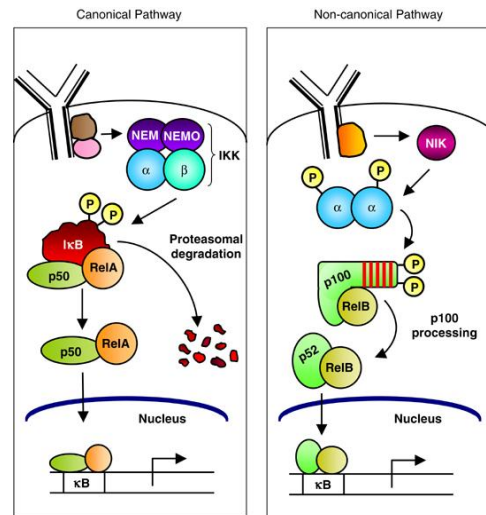 Canonical Pathway
NEM
NEMO
α
β
IKK
P
P
IκB
p50
RelA
Proteasomal
degradation
p50
RelA
Nucleus
κB
Non-canonical Pathway
NIK
P
P
α
α
p100
RelB
P
P
p100
processing
p52
RelB
Nucleus
κB